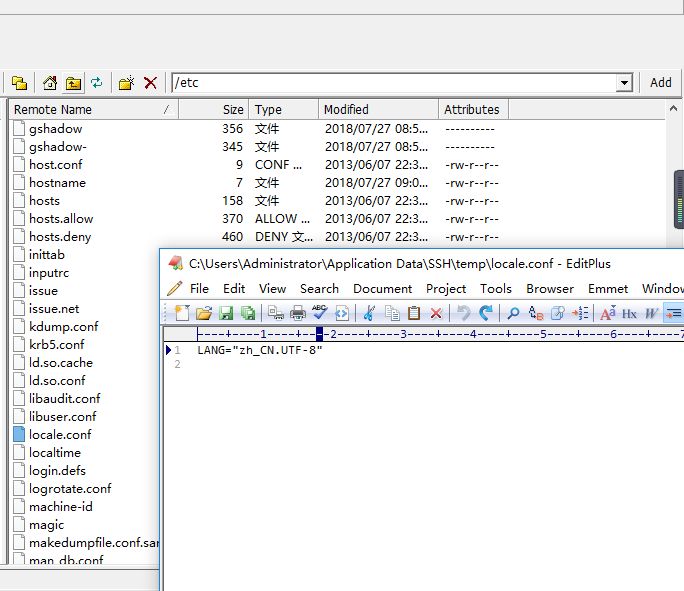 /etc Add
Remote Name / Size Type Modified Attributes
gshadow 356 文件 2018/07/27 08:5... ----------
gshadow- 345 文件 2018/07/27 08:5... ----------
host.conf 9 CONF ... 2013/06/07 22:3... -rw-r--r--
hostname 7 文件 2018/07/27 09:0... -rw-r--r--
hosts 158 文件 2013/06/07 22:3... -rw-r--r--
hosts.allow 370 ALLOW ... 2013/06/07 22:3... -rw-r--r--
hosts.deny 460 DENY 文... 2013/06/07 22:3... -rw-r--r--
inittab
inputrc
issue
issue.net
kdump.conf
krb5.conf
ld.so.cache
ld.so.conf
libaudit.conf
libuser.conf
locale.conf
localtime
login.defs
logrotate.conf
machine-id
magic
makedumpfile.conf.sar
man_db.conf
C:\Users\Administrator\Application Data\SSH\temp\locale.conf - EditPlus
File Edit View Search Document Project Tools Browser Emmet Window
ABC A B Aa Hx W
----+----1----+----2----+----3----+----4----+----5----+----6----+----7
1 LANG="zh_CN.UTF-8"
2